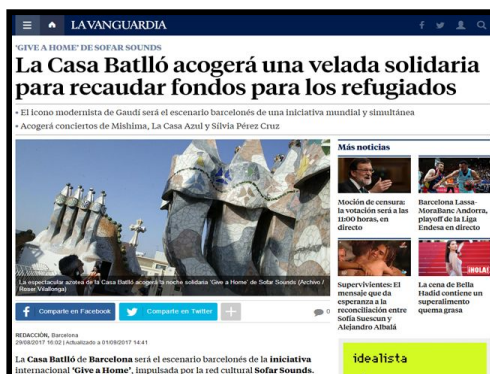 LAVANGUARDIA
'GIVE A HOME' DE SOFAR SOUNDS
La Casa Batlló acogerá una velada solidaria
para recaudar fondos para los refugiados
El icono modernista de Gaudí será el escenario barcelonés de una iniciativa mundial y simultánea
Acogerá conciertos de Mishima, La Casa Azul y Sílvia Pérez Cruz
La espectacular azotea de la Casa Batlló acogerá la noche solidaria 'Give a Home' de Sofar Sounds (Archivo /
Roser Vilallonga)
Comparte en Facebook
Comparte en Twitter
0
REDACCIÓN, Barcelona
29/08/2017 16:02 | Actualizado a 01/09/2017 14:41
La Casa Batlló de Barcelona será el escenario barcelonés de la iniciativa
internacional 'Give a Home', impulsada por la red cultural Sofar Sounds.
Más noticias
Moción de censura:
la votación será a las
11:00 horas, en
directo
Barcelona Lassa-
MoraBanc Andorra,
playoff de la Liga
Endesa en directo
Supervivientes: El
mensaje que da
esperanza a la
reconciliación entre
Sofía Suescun y
Alejandro Albalá
¡HOLA!
La cena de Bella
Hadid contiene un
superalimento
quema grasa
idealista